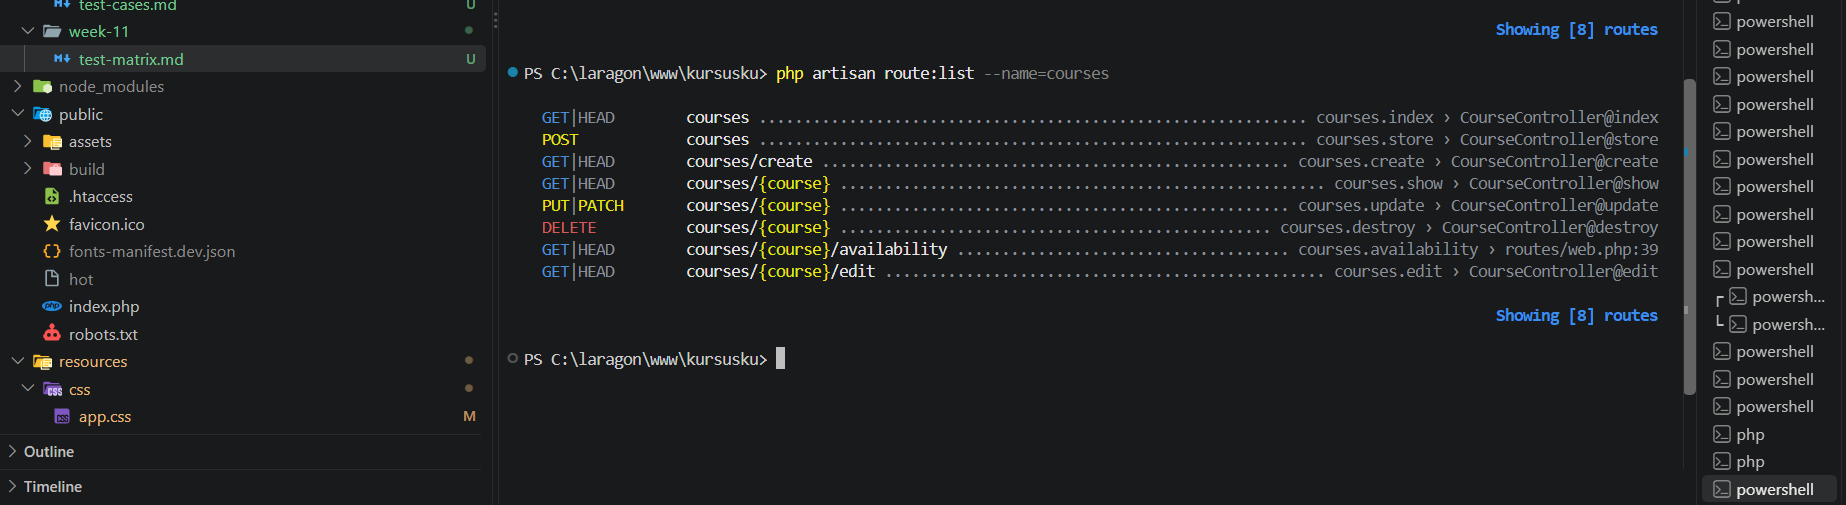 test-cases.md U
week-11
test-matrix.md U
node_modules
public
assets
build
.htaccess
favicon.ico
fonts-manifest.dev.json
hot
index.php
robots.txt
resources
css
app.css M
Outline
Timeline
Showing [8] routes
PS C:\laragon\www\kursusku> php artisan route:list --name=courses
GET|HEAD courses ............................................................. courses.index › CourseController@index
POST courses ............................................................. courses.store › CourseController@store
GET|HEAD courses/create .................................................... courses.create › CourseController@create
GET|HEAD courses/{course} ...................................................... courses.show › CourseController@show
PUT|PATCH courses/{course} .................................................. courses.update › CourseController@update
DELETE courses/{course} ................................................ courses.destroy › CourseController@destroy
GET|HEAD courses/{course}/availability ..................................... courses.availability › routes/web.php:39
GET|HEAD courses/{course}/edit ................................................. courses.edit › CourseController@edit
Showing [8] routes
PS C:\laragon\www\kursusku>
powershell
powershell
powershell
powershell
powershell
powershell
powershell
powershell
powershell
powershell
powersh...
powersh...
powershell
powershell
powershell
php
php
powershell